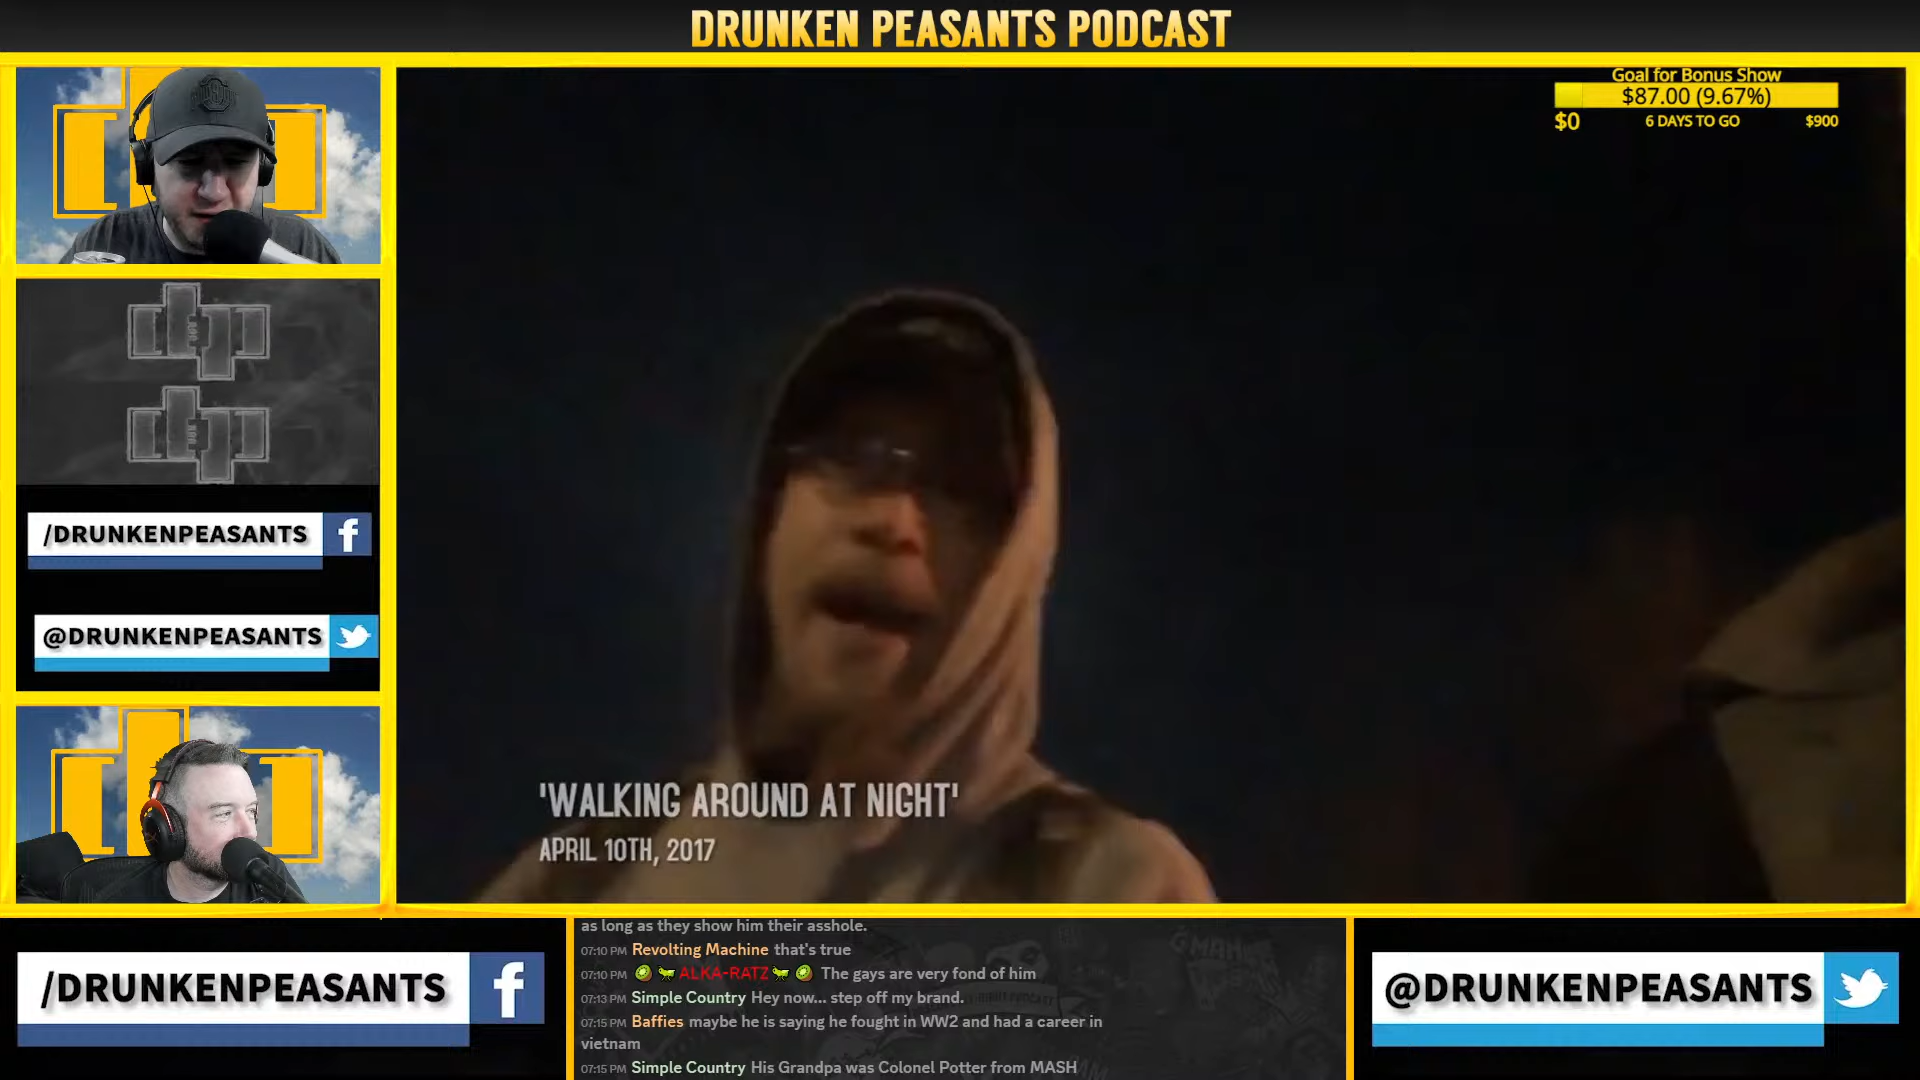 DRUNKEN PEASANTS PODCAST
Goal for Bonus Show
$87.00 (9.67%)
$0 6 DAYS TO GO $900
/DRUNKENPEASANTS
@DRUNKENPEASANTS
'WALKING AROUND AT NIGHT'
APRIL 10TH, 2017
/DRUNKENPEASANTS
as long as they show him their asshole.
07:10 PM Revolting Machine that's true
07:10 PM ALKA-RATZ The gays are very fond of him
07:13 PM Simple Country Hey now... step off my brand.
07:15 PM Baffies maybe he is saying he fought in WW2 and had a career in
vietnam
07:15 PM Simple Country His Grandpa was Colonel Potter from MASH
@DRUNKENPEASANTS